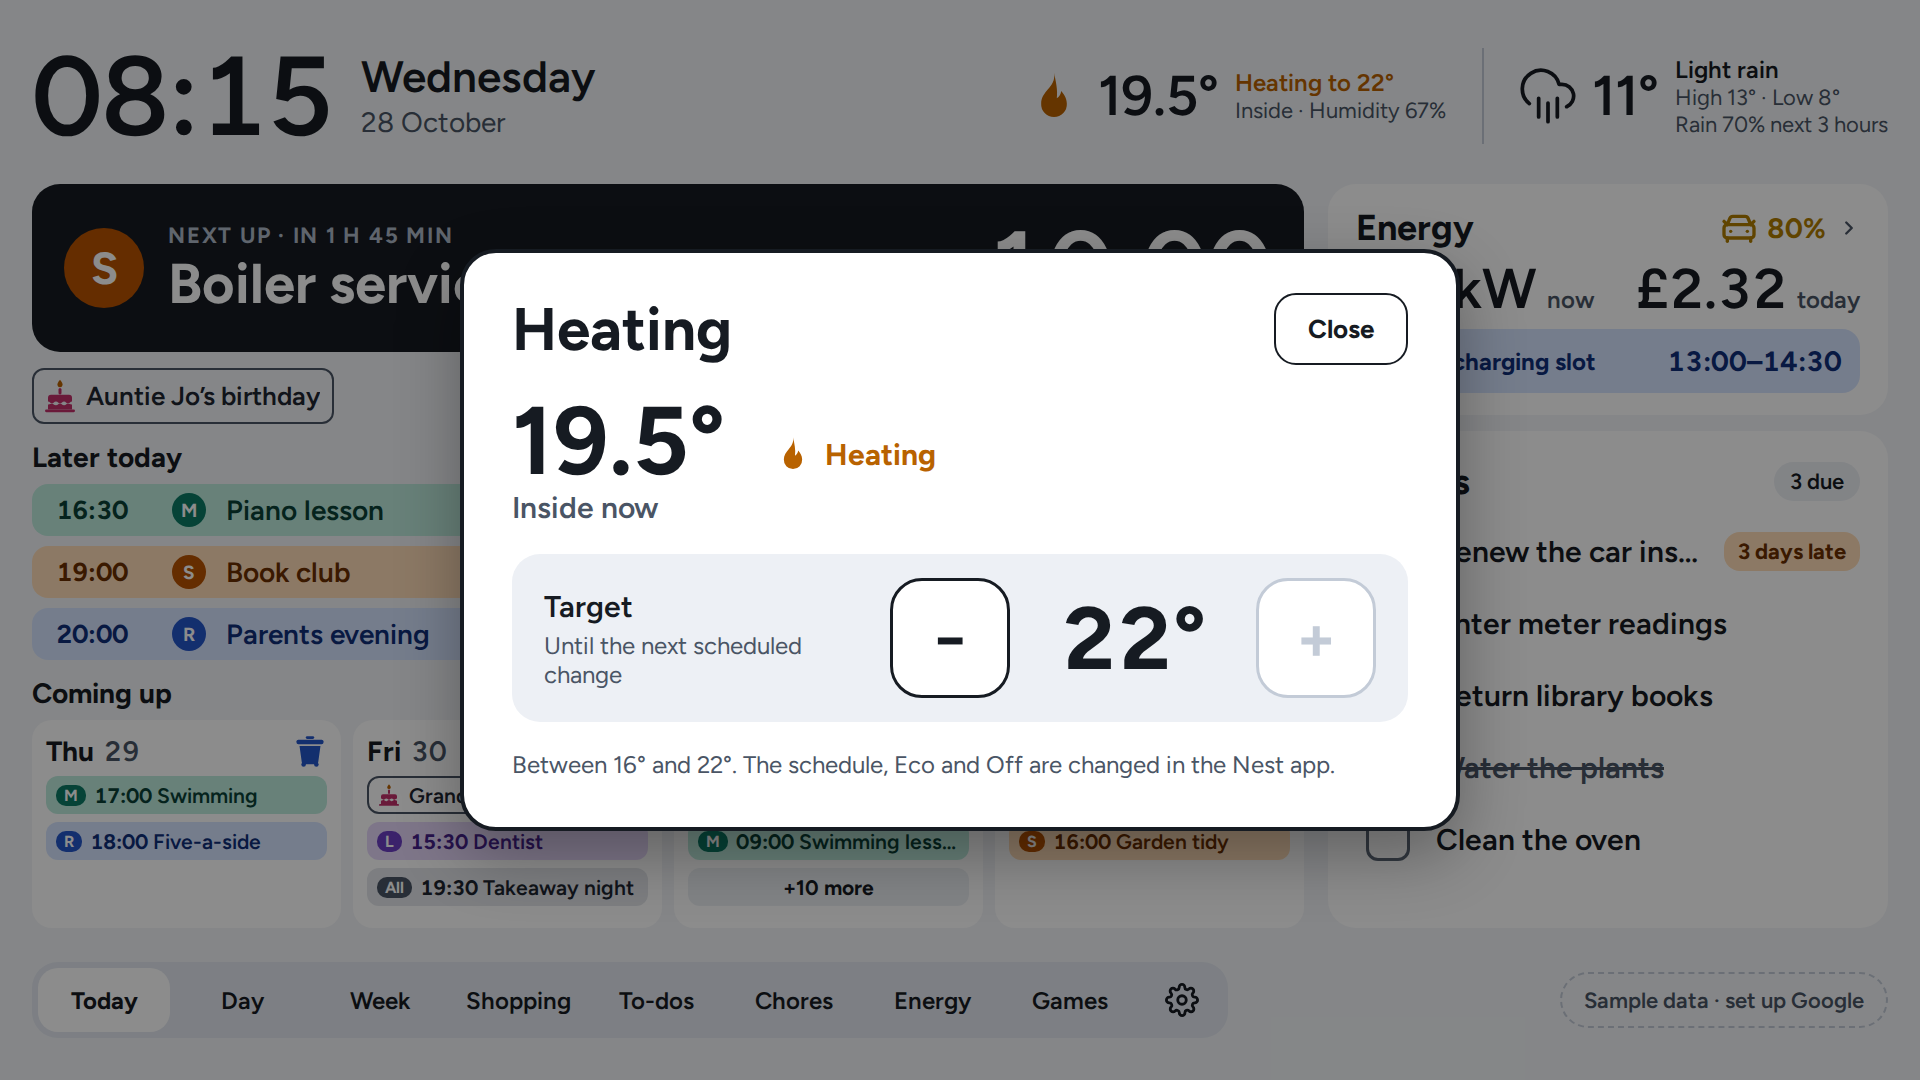 08:15
Wednesday
28 October
19.5°
Heating to 22°
Inside · Humidity 67%
11°
Light rain
High 13° · Low 8°
Rain 70% next 3 hours
S
NEXT UP · IN 1 H 45 MIN
Boiler
Energy
80%
kW now
£2.32 today
charging slot
13:00–14:30
Heating
Close
19.5°
Heating
Inside now
Target
Until the next scheduled
change
−
22°
+
Between 16° and 22°. The schedule, Eco and Off are changed in the Nest app.
Auntie Jo’s birthday
Later today
16:30 M Piano lesson
19:00 S Book club
20:00 R Parents evening
3 due
the car ins...
3 days late
meter readings
library books
the plants
Clean the oven
Coming up
Thu 29
M 17:00 Swimming
R 18:00 Five-a-side
Fri 30
L 15:30 Dentist
All 19:30 Takeaway night
M 09:00 Swimming less...
+10 more
S 16:00 Garden tidy
Today
Day
Week
Shopping
To-dos
Chores
Energy
Games
Sample data · set up Google